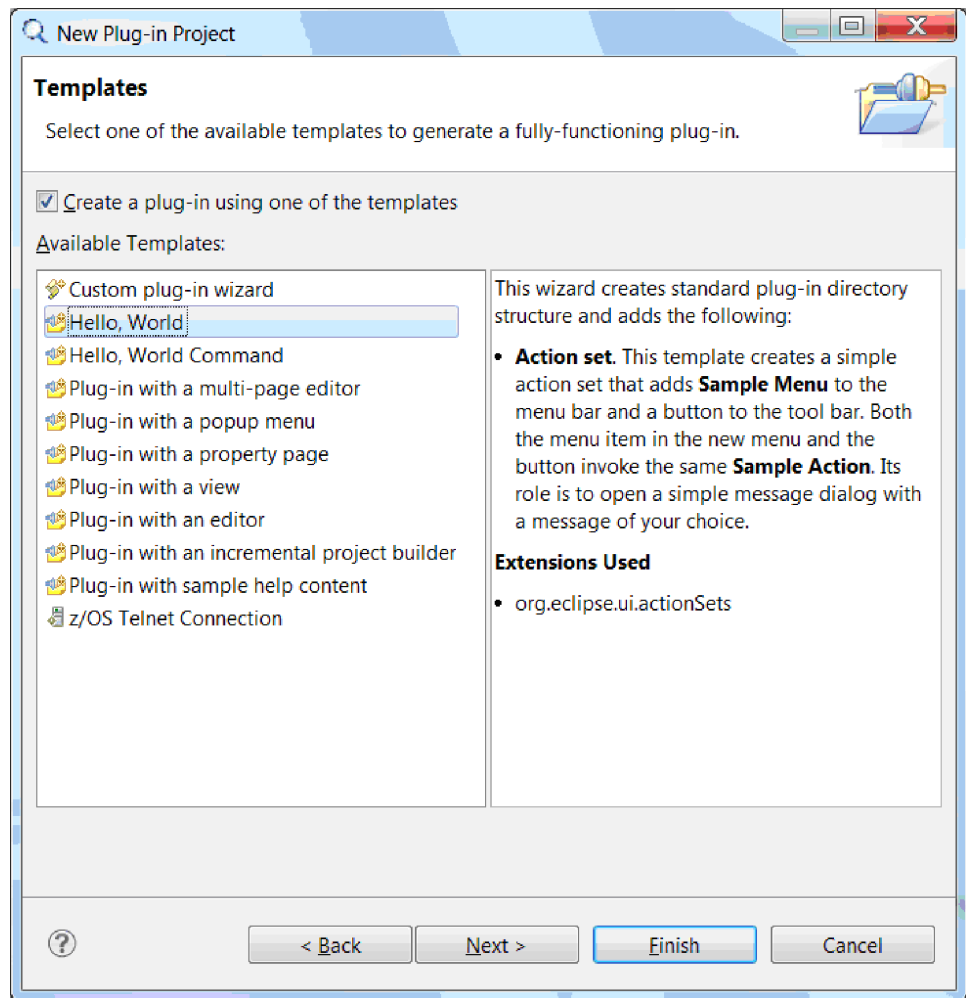 New Plug-in Project
Templates
Select one of the available templates to generate a fully-functioning plug-in.
Create a plug-in using one of the templates
Available Templates:
Custom plug-in wizard
Hello, World
Hello, World Command
Plug-in with a multi-page editor
Plug-in with a popup menu
Plug-in with a property page
Plug-in with a view
Plug-in with an editor
Plug-in with an incremental project builder
Plug-in with sample help content
z/OS Telnet Connection
This wizard creates standard plug-in directory
structure and adds the following:
• Action set. This template creates a simple
action set that adds Sample Menu to the
menu bar and a button to the tool bar. Both
the menu item in the new menu and the
button invoke the same Sample Action. Its
role is to open a simple message dialog with
a message of your choice.
Extensions Used
• org.eclipse.ui.actionSets
?
< Back
Next >
Finish
Cancel